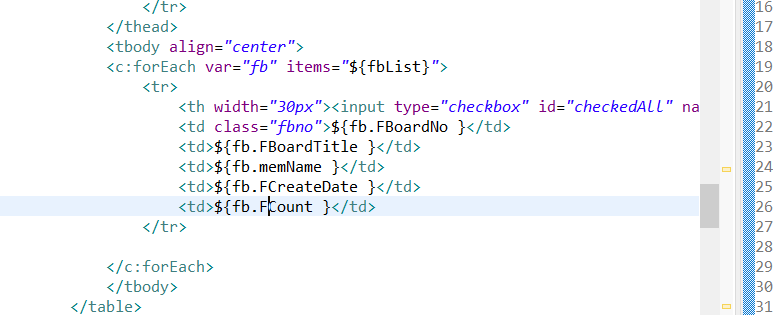 </tr>
</thead>
<tbody align="center">
<c:forEach var="fb" items="${fbList}">
<tr>
<th width="30px"><input type="checkbox" id="checkedAll" na
<td class="fbno">${fb.FBoardNo }</td>
<td>${fb.FBoardTitle }</td>
<td>${fb.memName }</td>
<td>${fb.FCreateDate }</td>
<td>${fb.FCount }</td>
</tr>
</c:forEach>
</tbody>
</table>
16
17
18
19
20
21
22
23
24
25
26
27
28
29
30
31